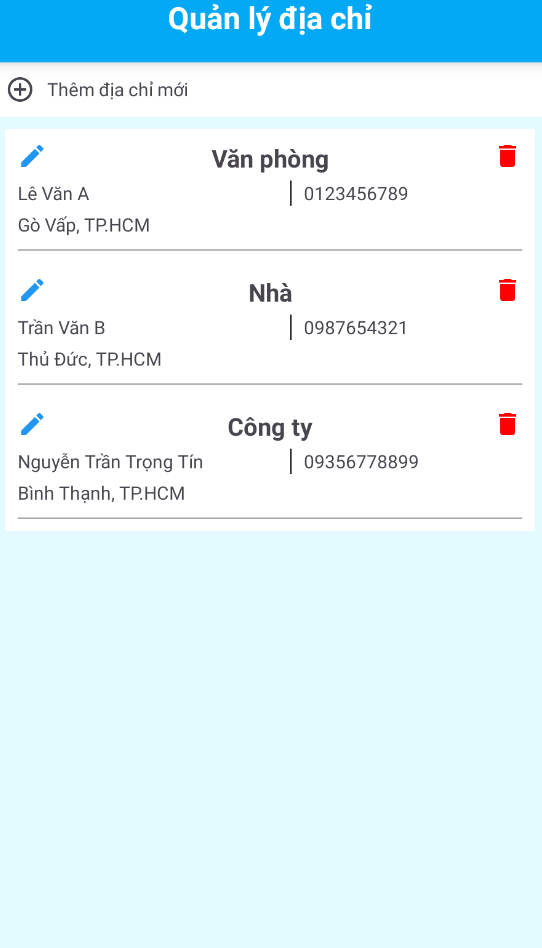 Quản lý địa chỉ
Thêm địa chỉ mới
Văn phòng
Lê Văn A | 0123456789
Gò Vấp, TP.HCM
Nhà
Trần Văn B | 0987654321
Thủ Đức, TP.HCM
Công ty
Nguyễn Trần Trọng Tín | 09356778899
Bình Thạnh, TP.HCM